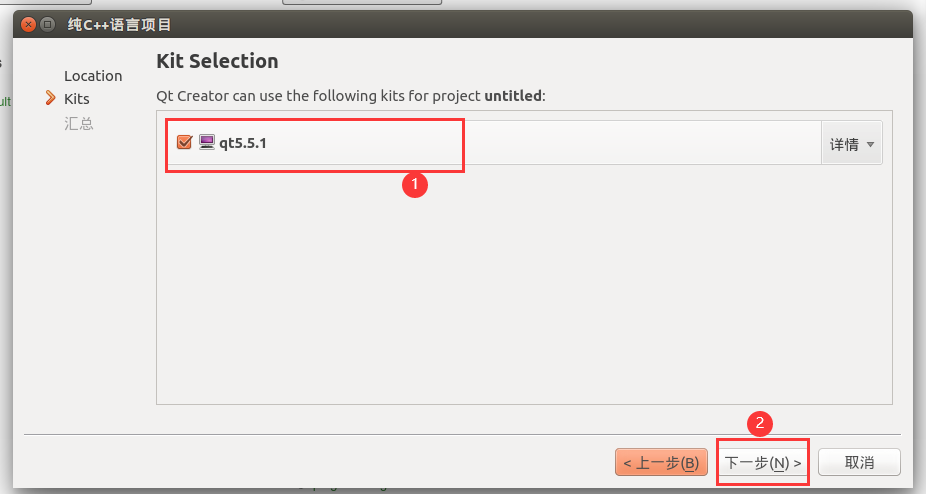 纯C++语言项目
Location
Kits
汇总
Kit Selection
Qt Creator can use the following kits for project untitled:
qt5.5.1
详情
1
2
< 上一步(B)
下一步(N) >
取消